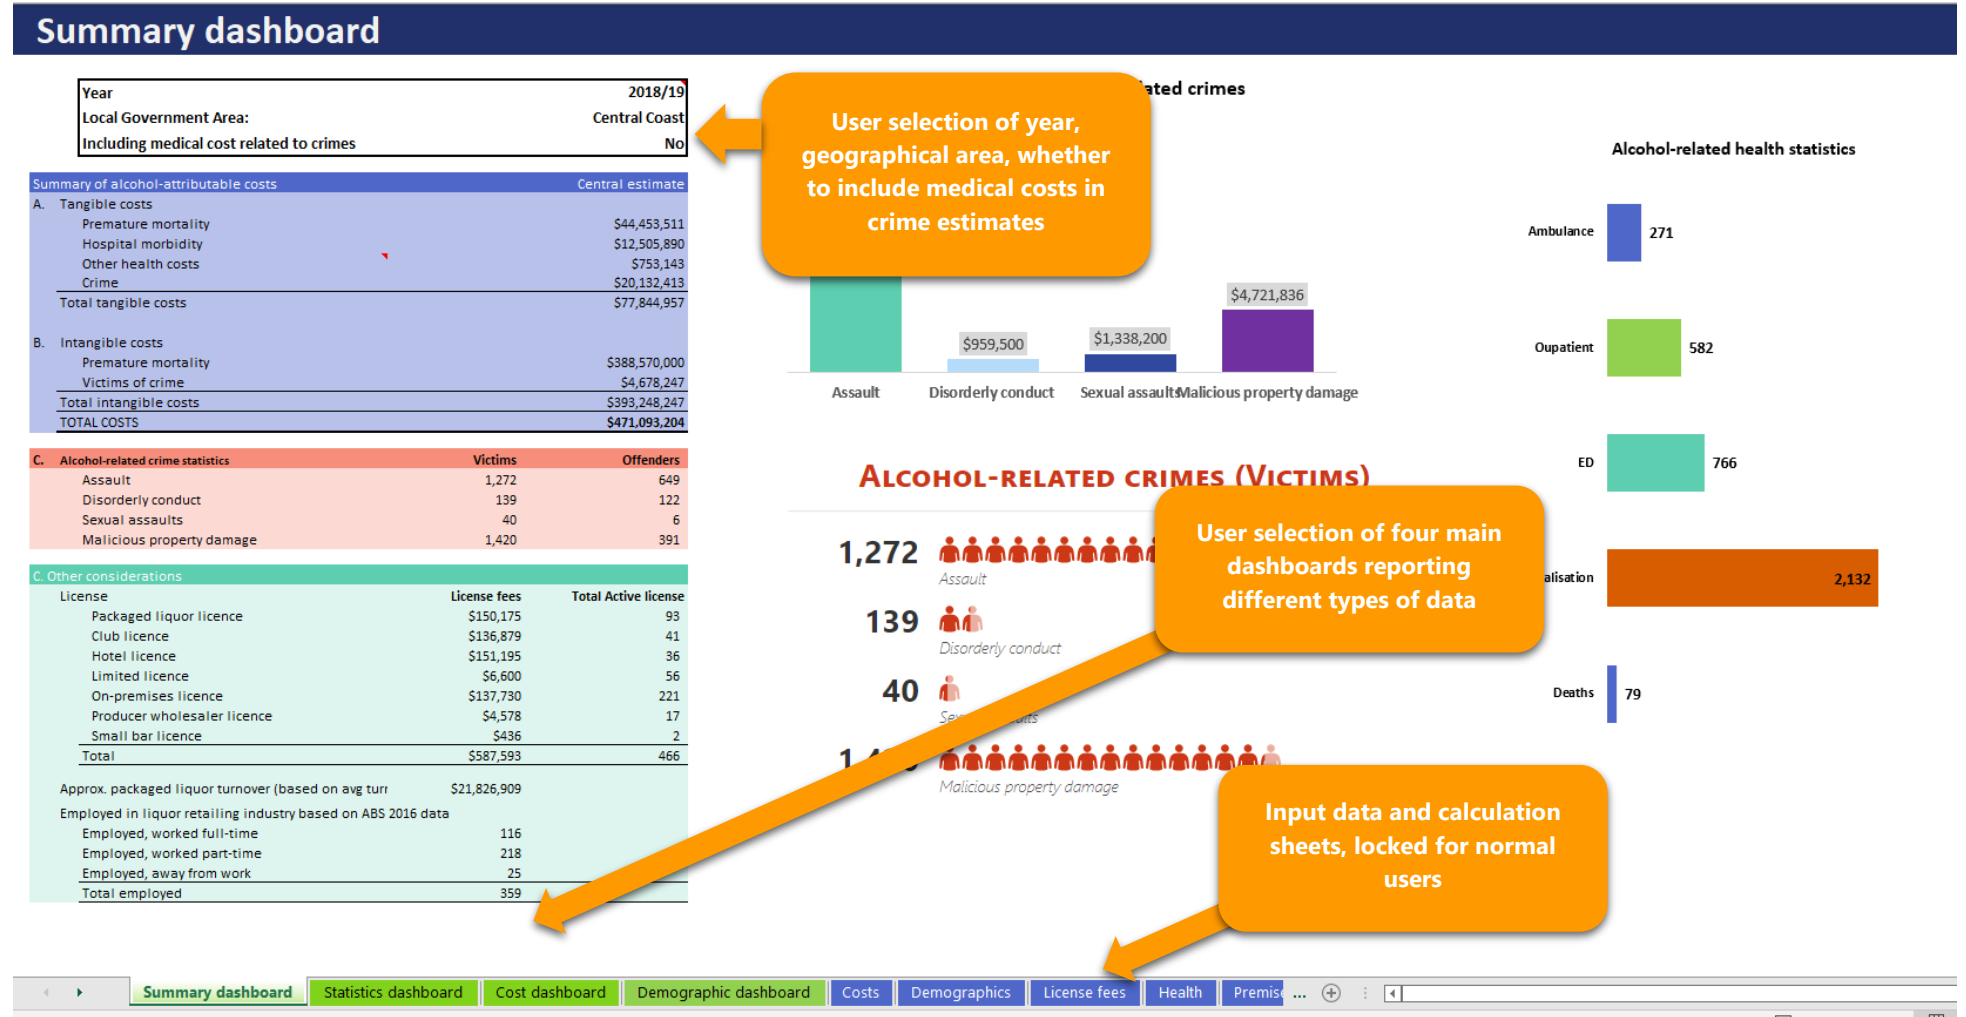 Summary dashboard
Year 2018/19
Local Government Area: Central Coast
Including medical cost related to crimes No
Summary of alcohol-attributable costs Central estimate
A. Tangible costs
Premature mortality $44,453,511
Hospital morbidity $12,505,890
Other health costs $753,143
Crime $20,132,413
Total tangible costs $77,844,957
B. Intangible costs
Premature mortality $388,570,000
Victims of crime $4,678,247
Total intangible costs $393,248,247
TOTAL COSTS $471,093,204
C. Alcohol-related crime statistics Victims Offenders
Assault 1,272 649
Disorderly conduct 139 122
Sexual assaults 40 6
Malicious property damage 1,420 391
C. Other considerations
License License fees Total Active license
Packaged liquor licence $150,175 93
Club licence $136,879 41
Hotel licence $151,195 36
Limited licence $6,600 56
On-premises licence $137,730 221
Producer wholesaler licence $4,578 17
Small bar licence $436 2
Total $587,593 466
Approx. packaged liquor turnover (based on avg turr $21,826,909
Employed in liquor retailing industry based on ABS 2016 data
Employed, worked full-time 116
Employed, worked part-time 218
Employed, away from work 25
Total employed 359
ated crimes
User selection of year,
geographical area, whether
to include medical costs in
crime estimates
$959,500
$1,338,200
$4,721,836
Assault Disorderly conduct Sexual assaults Malicious property damage
ALCOHOL-RELATED CRIMES (VICTIMS)
1,272
Assault
139
Disorderly conduct
40
Malicious property damage
User selection of four main
dashboards reporting
different types of data
Input data and calculation
sheets, locked for normal
users
Alcohol-related health statistics
Ambulance 271
Oupatient 582
ED 766
alisation 2,132
Deaths 79
Summary dashboard Statistics dashboard Cost dashboard Demographic dashboard Costs Demographics License fees Health Premise ...